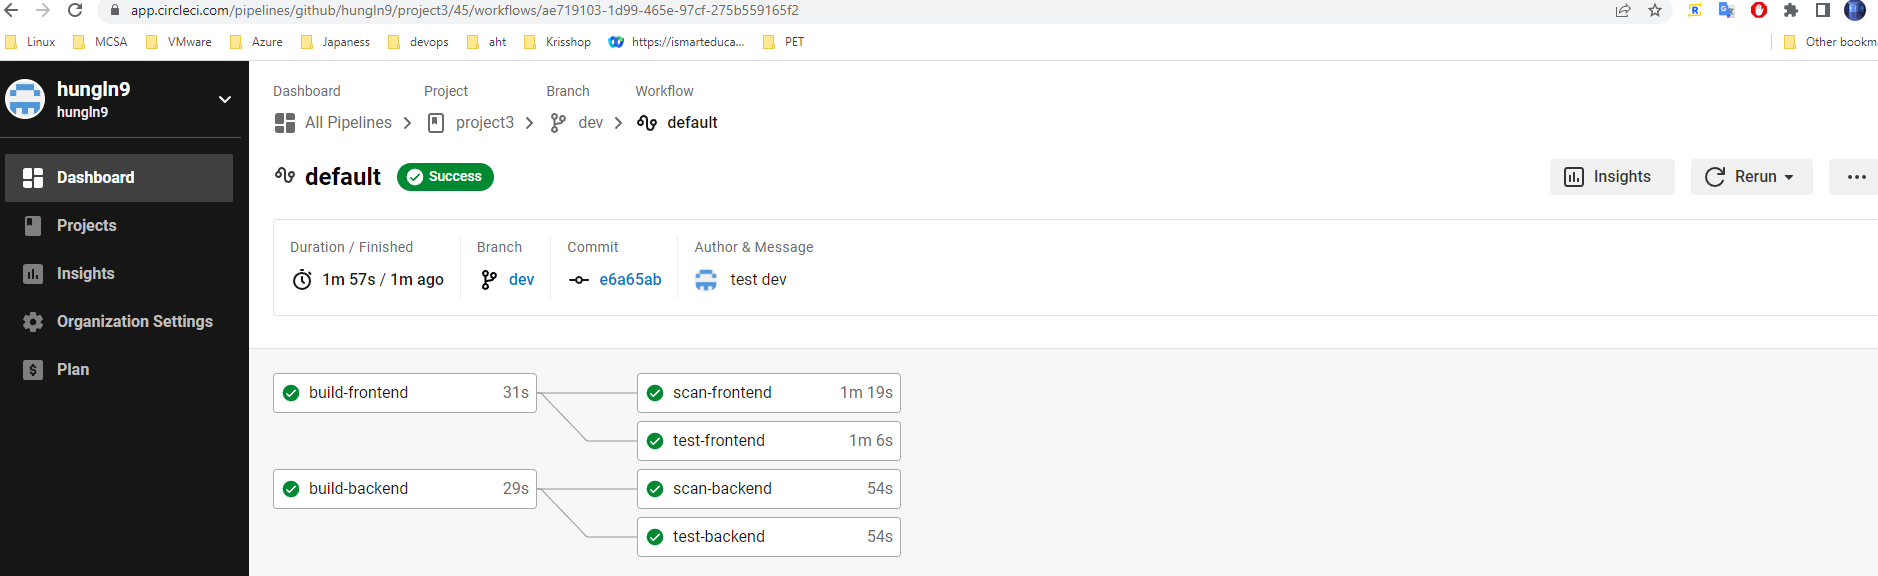 app.circleci.com/pipelines/github/hungln9/project3/45/workflows/ae719103-1d99-465e-97cf-275b559165f2
Linux MCSA VMware Azure Japaness devops aht Krisshop https://ismarteduca... PET Other bookm
hungln9
hungln9
Dashboard
Projects
Insights
Organization Settings
$ Plan
Dashboard Project Branch Workflow
All Pipelines project3 dev default
default Success Insights Rerun
Duration / Finished Branch Commit Author & Message
1m 57s / 1m ago dev e6a65ab test dev
build-frontend 31s scan-frontend 1m 19s
test-frontend 1m 6s
build-backend 29s scan-backend 54s
test-backend 54s